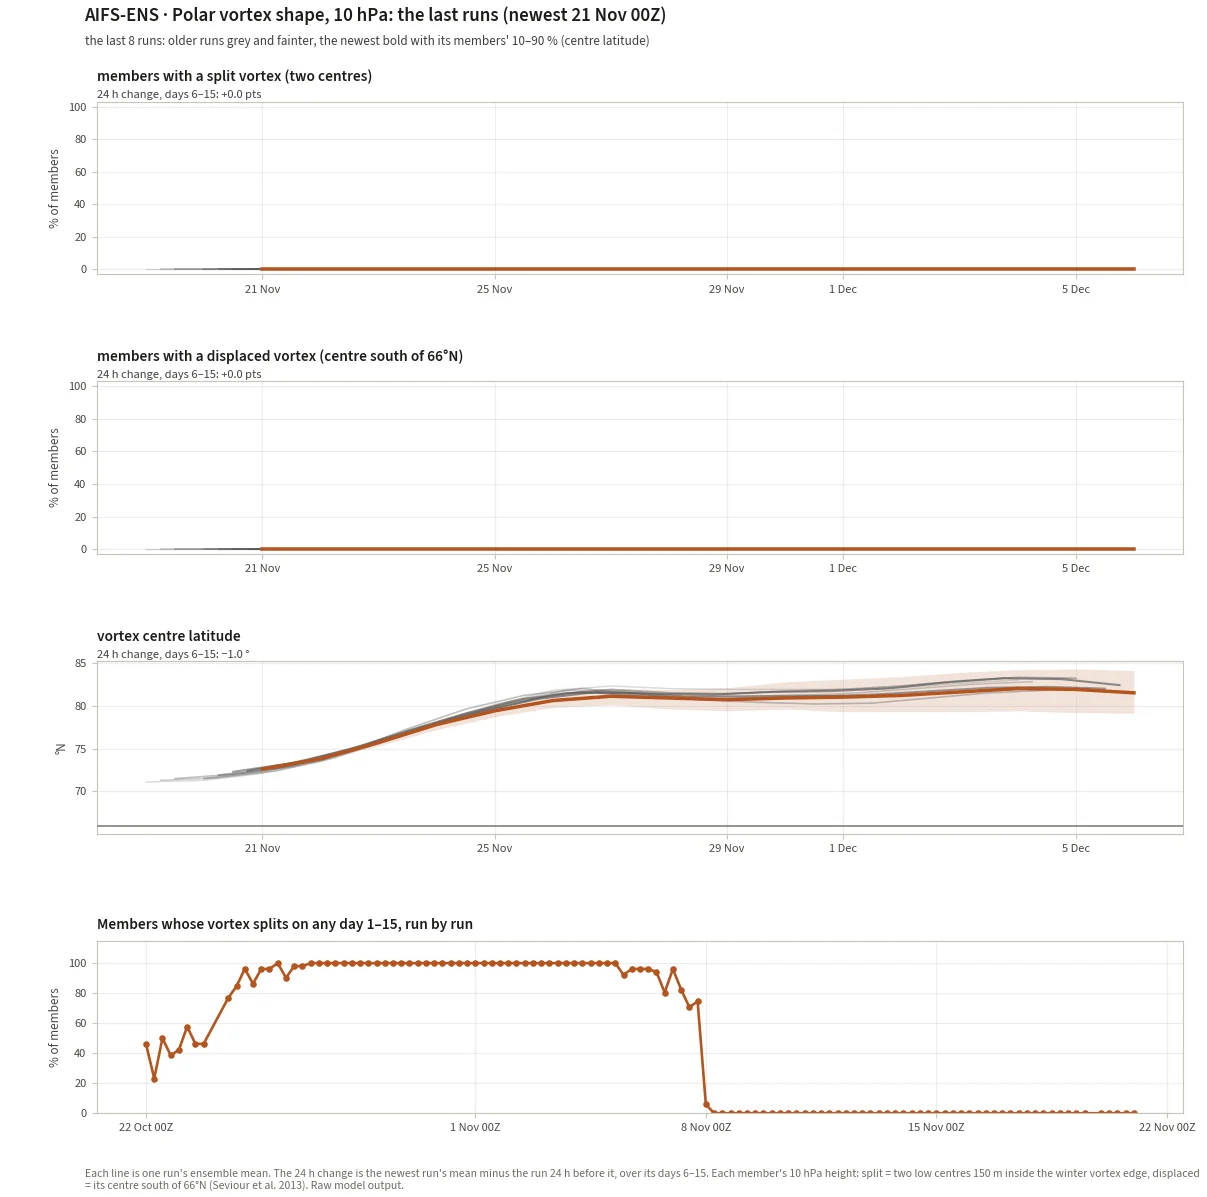 AIFS-ENS · Polar vortex shape, 10 hPa: the last runs (newest 21 Nov 00Z)
the last 8 runs: older runs grey and fainter, the newest bold with its members' 10–90 % (centre latitude)
members with a split vortex (two centres)
24 h change, days 6–15: +0.0 pts
100
80
60
40
20
0
% of members
21 Nov
25 Nov
29 Nov
1 Dec
5 Dec
members with a displaced vortex (centre south of 66°N)
24 h change, days 6–15: +0.0 pts
100
80
60
40
20
0
% of members
21 Nov
25 Nov
29 Nov
1 Dec
5 Dec
vortex centre latitude
24 h change, days 6–15: −1.0 °
85
80
75
70
°N
21 Nov
25 Nov
29 Nov
1 Dec
5 Dec
Members whose vortex splits on any day 1–15, run by run
100
80
60
40
20
0
% of members
22 Oct 00Z
1 Nov 00Z
8 Nov 00Z
15 Nov 00Z
22 Nov 00Z
Each line is one run's ensemble mean. The 24 h change is the newest run's mean minus the run 24 h before it, over its days 6–15. Each member's 10 hPa height: split = two low centres 150 m inside the winter vortex edge, displaced
= its centre south of 66°N (Seviour et al. 2013). Raw model output.